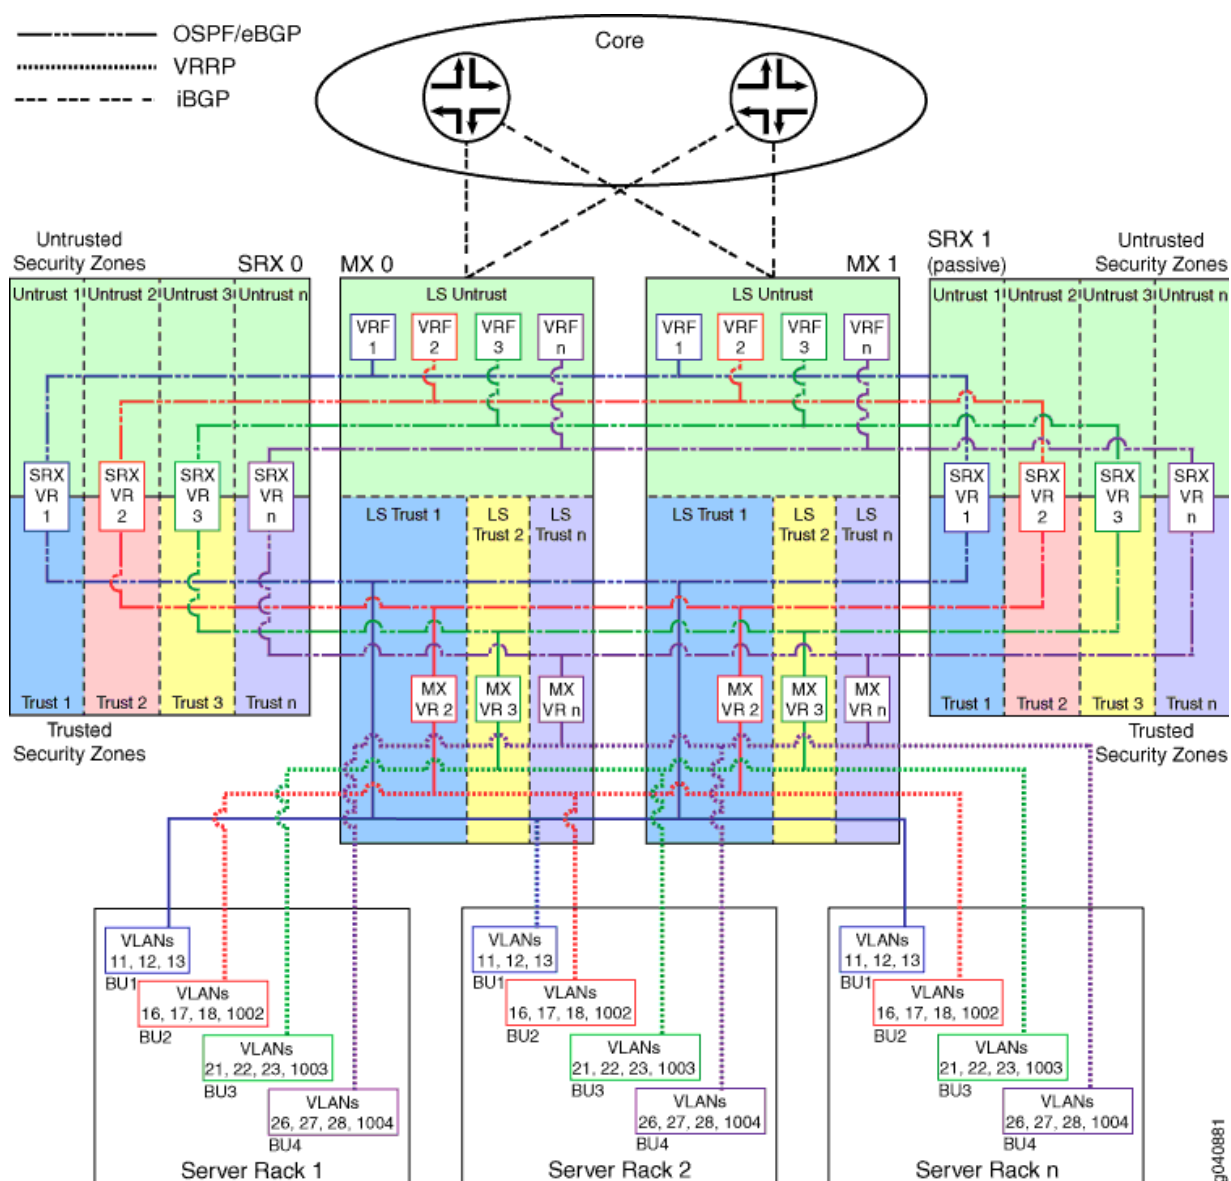 OSPF/eBGP
VRRP
iBGP
Core
Untrusted
Security Zones
SRX 0
MX 0
MX 1
SRX 1
(passive)
Untrusted
Security Zones
Untrust 1
Untrust 2
Untrust 3
Untrust n
LS Untrust
LS Untrust
Untrust 1
Untrust 2
Untrust 3
Untrust n
VRF
1
VRF
2
VRF
3
VRF
n
VRF
1
VRF
2
VRF
3
VRF
n
SRX
VR
1
SRX
VR
2
SRX
VR
3
SRX
VR
n
SRX
VR
1
SRX
VR
2
SRX
VR
3
SRX
VR
n
LS Trust 1
LS
Trust 2
LS
Trust n
LS Trust 1
LS
Trust 2
LS
Trust n
MX
VR 2
MX
VR 3
MX
VR n
MX
VR 2
MX
VR 3
MX
VR n
Trust 1
Trust 2
Trust 3
Trust n
Trust 1
Trust 2
Trust 3
Trust n
Trusted
Security Zones
Trusted
Security Zones
VLANs
11, 12, 13
BU1
VLANs
16, 17, 18, 1002
BU2
VLANs
21, 22, 23, 1003
BU3
VLANs
26, 27, 28, 1004
BU4
Server Rack 1
VLANs
11, 12, 13
BU1
VLANs
16, 17, 18, 1002
BU2
VLANs
21, 22, 23, 1003
BU3
VLANs
26, 27, 28, 1004
BU4
Server Rack 2
VLANs
11, 12, 13
BU1
VLANs
16, 17, 18, 1002
BU2
VLANs
21, 22, 23, 1003
BU3
VLANs
26, 27, 28, 1004
BU4
Server Rack n
g040881